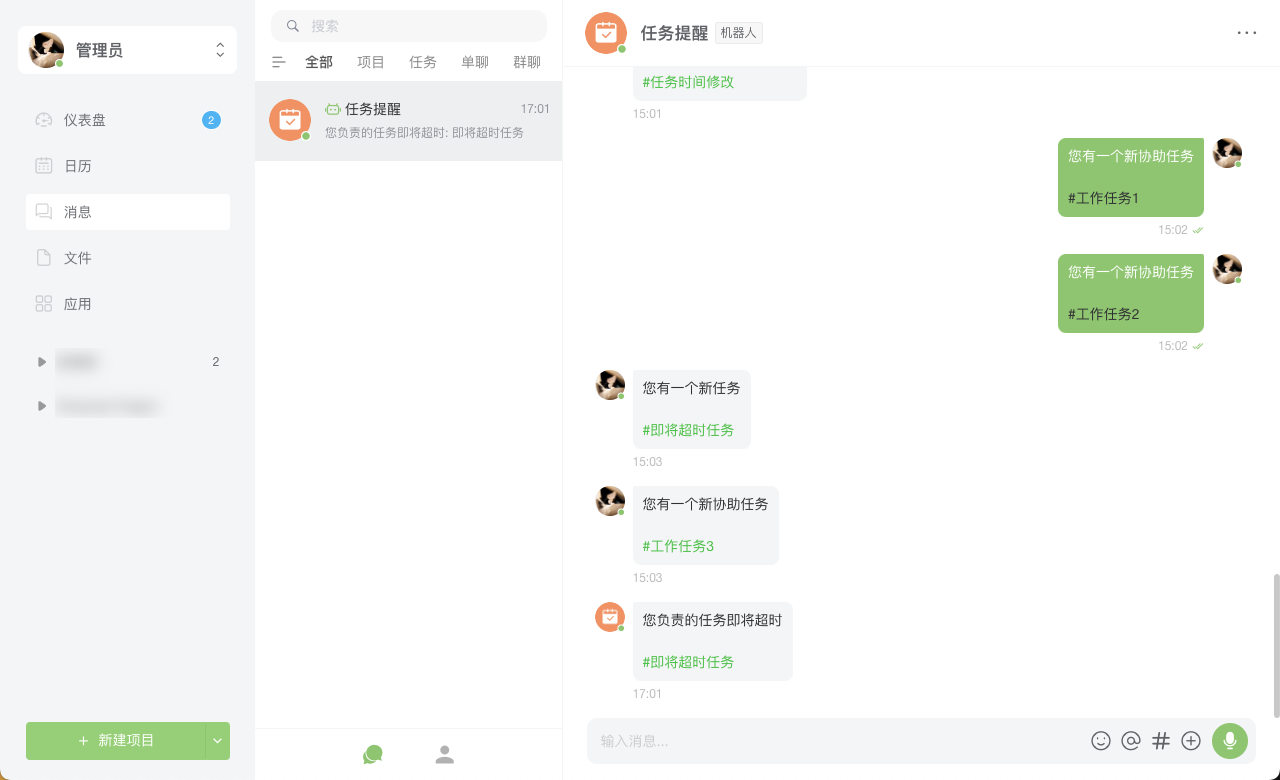 管理员
仪表盘
2
日历
消息
文件
应用
2
新建项目
搜索
全部 项目 任务 单聊 群聊
任务提醒 17:01
您负责的任务即将超时: 即将超时任务
任务提醒 机器人
#任务时间修改
15:01
您有一个新协助任务
#工作任务1
15:02
您有一个新协助任务
#工作任务2
15:02
您有一个新任务
#即将超时任务
15:03
您有一个新协助任务
#工作任务3
15:03
您负责的任务即将超时
#即将超时任务
17:01
输入消息...